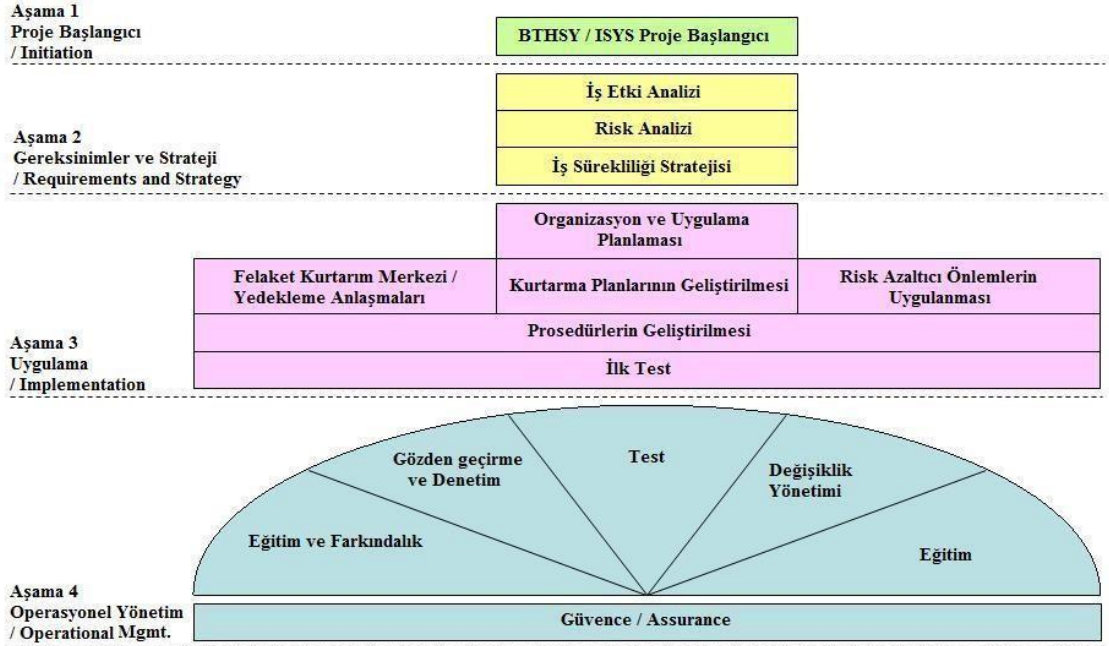 Aşama 1
Proje Başlangıcı
/ Initiation
BTHSY / ISYS Proje Başlangıcı
İş Etki Analizi
Risk Analizi
İş Sürekliliği Stratejisi
Aşama 2
Gereksinimler ve Strateji
/ Requirements and Strategy
Organizasyon ve Uygulama
Planlaması
Felaket Kurtarım Merkezi /
Yedekleme Anlaşmaları
Kurtarma Planlarının Geliştirilmesi
Risk Azaltıcı Önlemlerin
Uygulanması
Prosedürlerin Geliştirilmesi
İlk Test
Aşama 3
Uygulama
/ Implementation
Eğitim ve Farkındalık
Gözden geçirme
ve Denetim
Test
Değişiklik
Yönetimi
Eğitim
Aşama 4
Operasyonel Yönetim
/ Operational Mgmt.
Güvence / Assurance